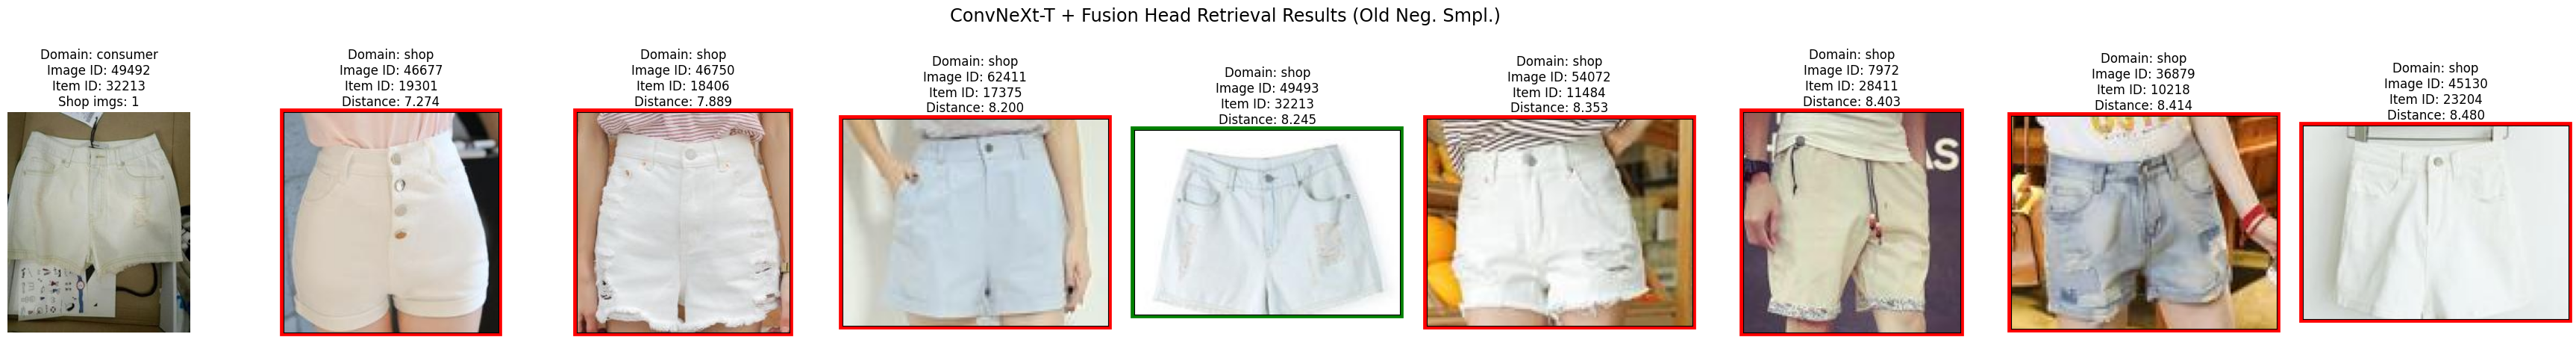 ConvNeXt-T + Fusion Head Retrieval Results (Old Neg. Smpl.)
Domain: consumer
Image ID: 49492
Item ID: 32213
Shop imgs: 1
Domain: shop
Image ID: 46677
Item ID: 19301
Distance: 7.274
Domain: shop
Image ID: 46750
Item ID: 18406
Distance: 7.889
Domain: shop
Image ID: 62411
Item ID: 17375
Distance: 8.200
Domain: shop
Image ID: 49493
Item ID: 32213
Distance: 8.245
Domain: shop
Image ID: 54072
Item ID: 11484
Distance: 8.353
Domain: shop
Image ID: 7972
Item ID: 28411
Distance: 8.403
AS
Domain: shop
Image ID: 36879
Item ID: 10218
Distance: 8.414
Domain: shop
Image ID: 45130
Item ID: 23204
Distance: 8.480